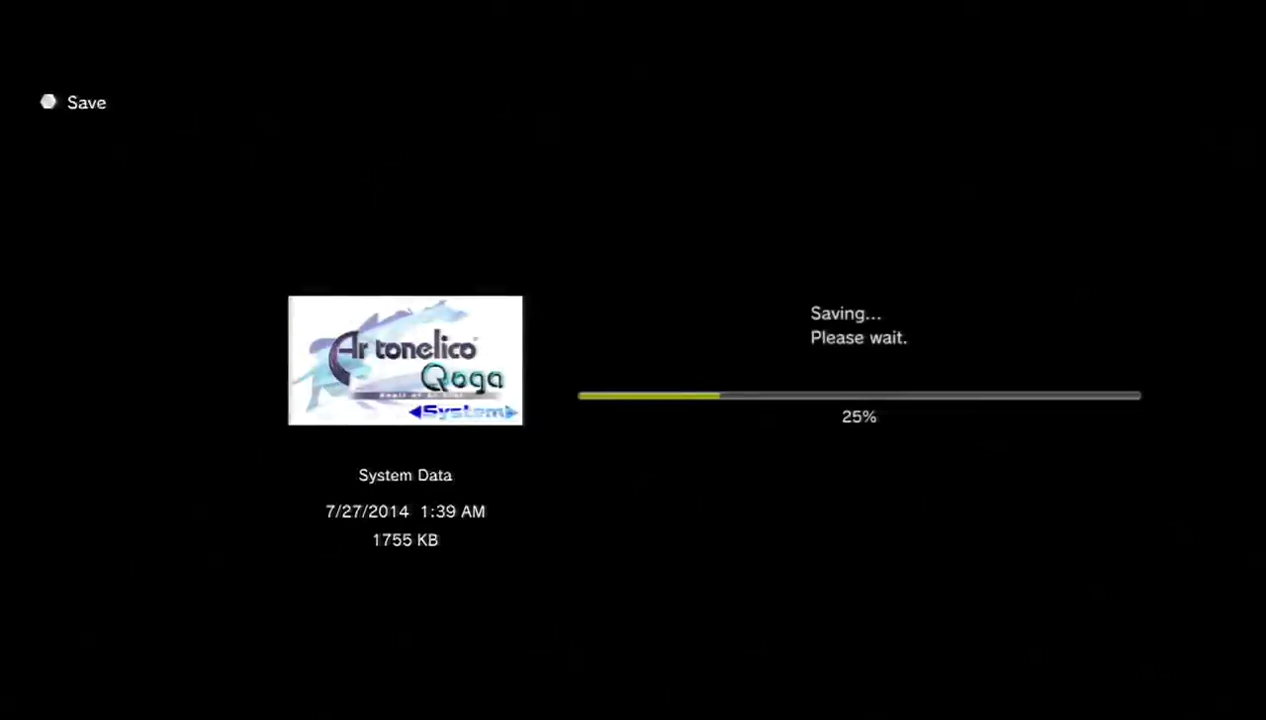 Save
Ar tonelico
Qoga
System
Saving...
Please wait.
25%
System Data
7/27/2014 1:39 AM
1755 KB